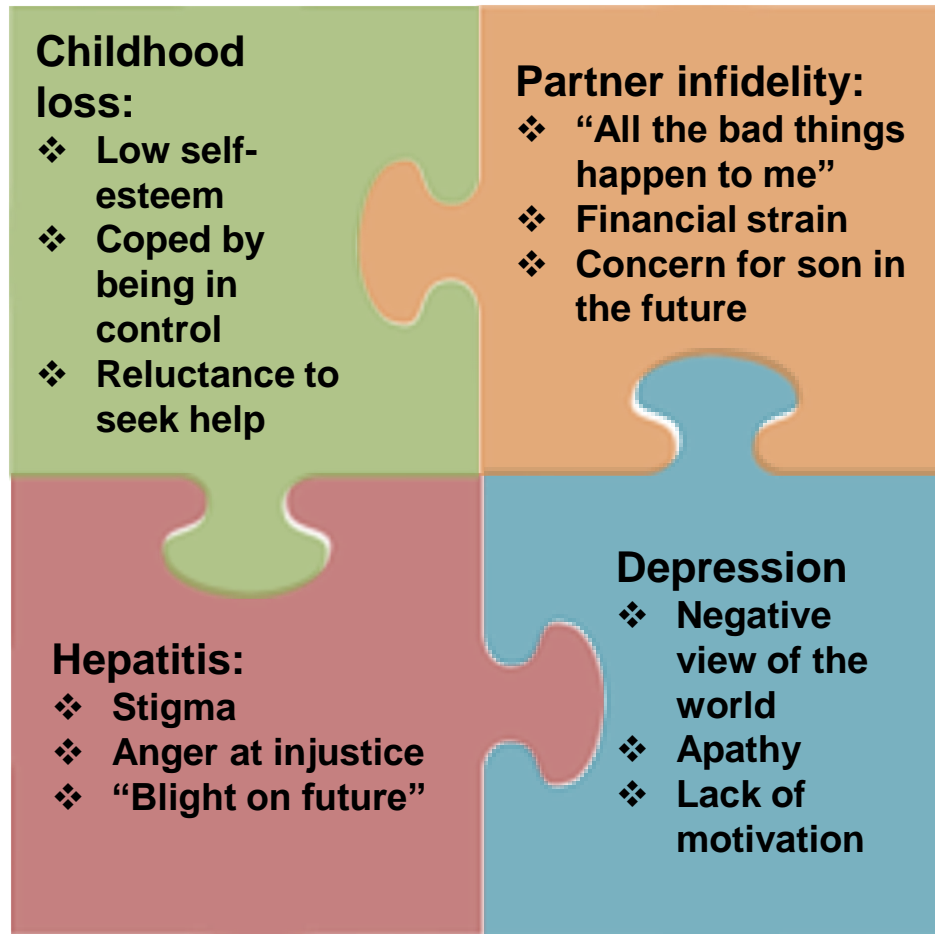 Childhood
loss:
❖ Low self-
esteem
❖ Coped by
being in
control
❖ Reluctance to
seek help
Partner infidelity:
❖ “All the bad things
happen to me”
❖ Financial strain
❖ Concern for son in
the future
Hepatitis:
❖ Stigma
❖ Anger at injustice
❖ “Blight on future”
Depression
❖ Negative
view of the
world
❖ Apathy
❖ Lack of
motivation